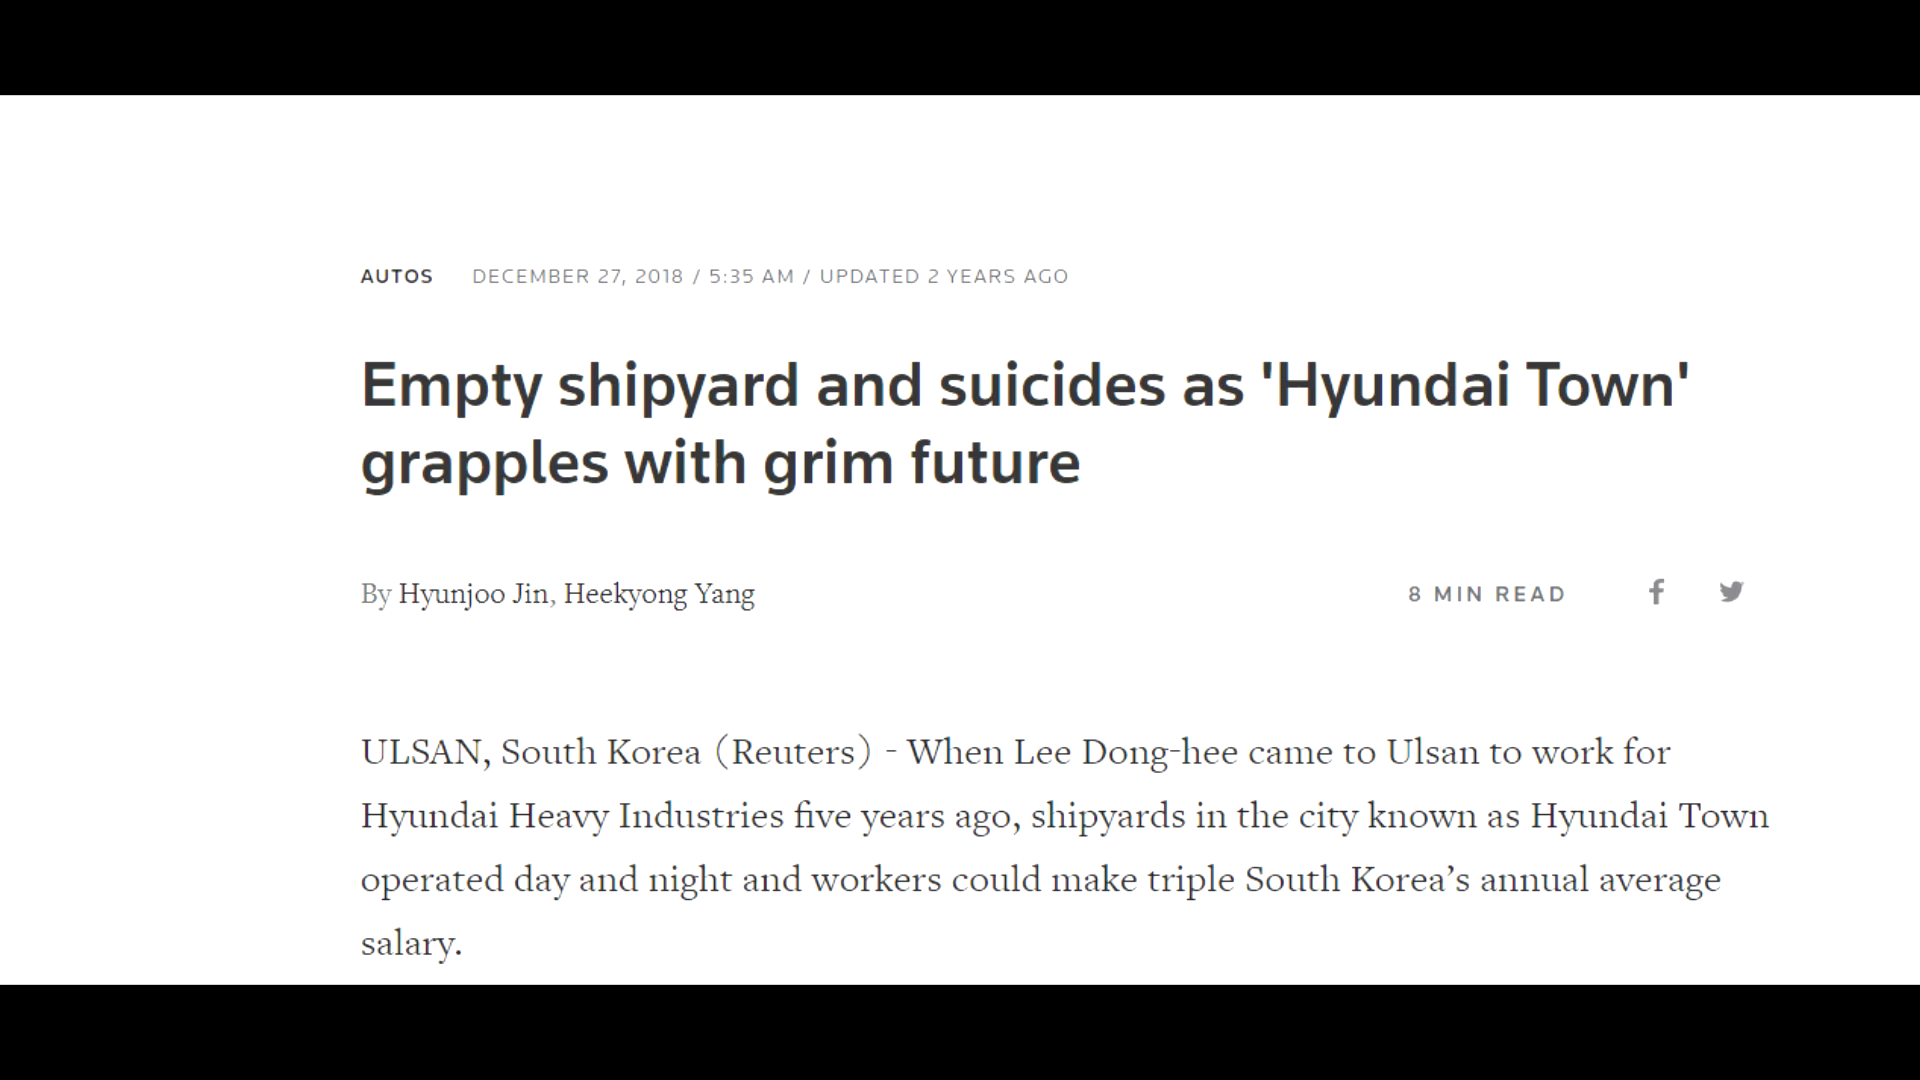 AUTOS DECEMBER 27, 2018 / 5:35 AM / UPDATED 2 YEARS AGO
Empty shipyard and suicides as 'Hyundai Town'
grapples with grim future
By Hyunjoo Jin, Heekyong Yang 8 MIN READ
ULSAN, South Korea (Reuters) - When Lee Dong-hee came to Ulsan to work for
Hyundai Heavy Industries five years ago, shipyards in the city known as Hyundai Town
operated day and night and workers could make triple South Korea’s annual average
salary.